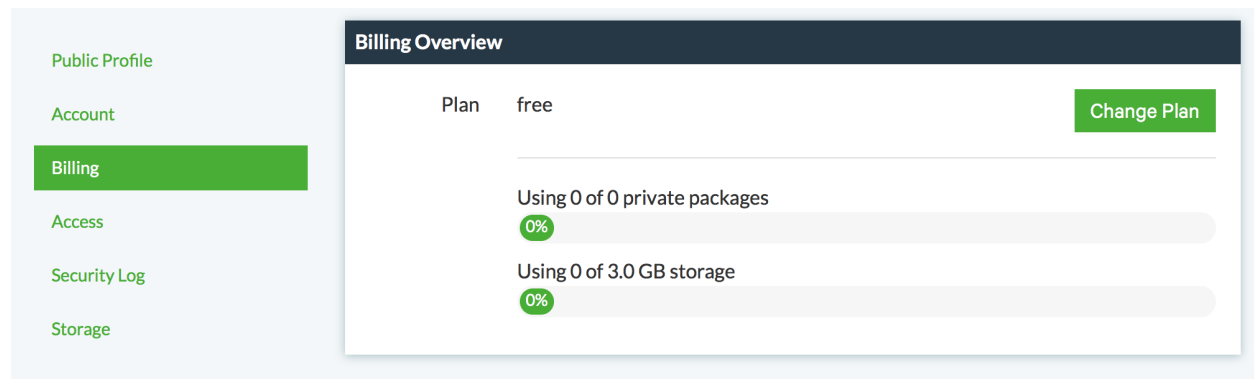 Public Profile
Account
Billing
Access
Security Log
Storage
Billing Overview
Plan free
Change Plan
Using 0 of 0 private packages
0%
Using 0 of 3.0 GB storage
0%